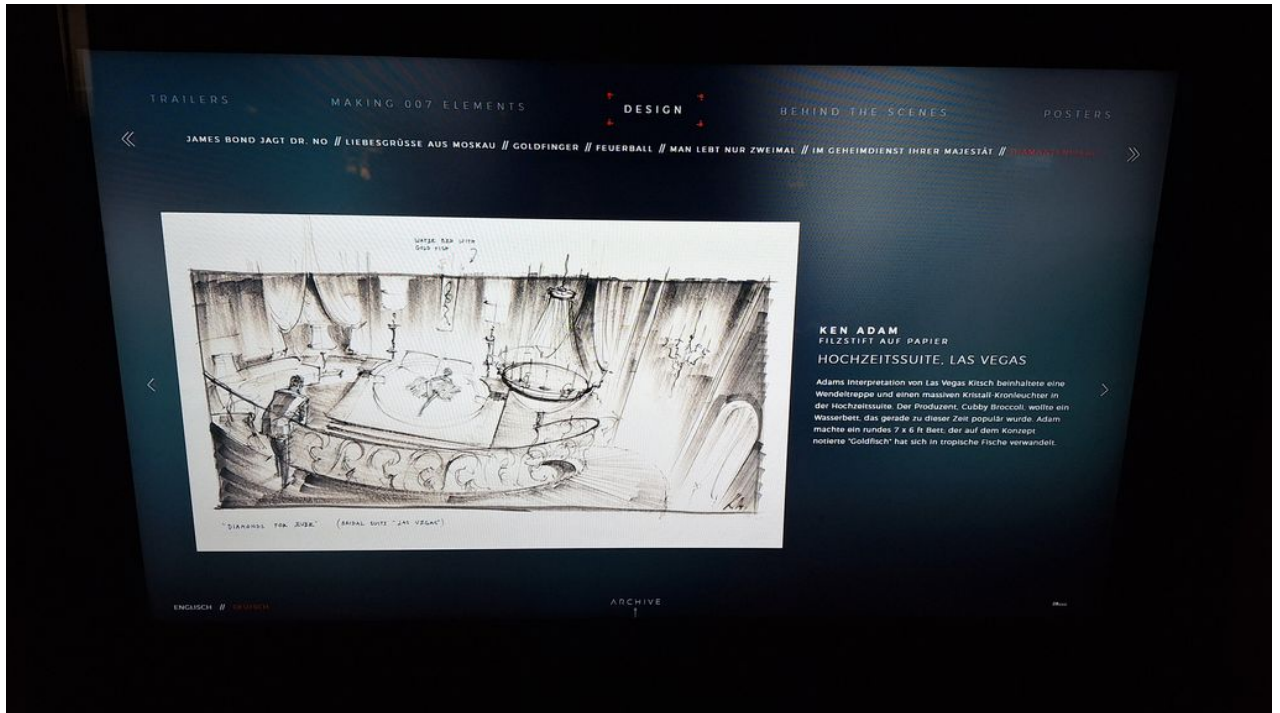 TRAILERS
MAKING 007 ELEMENTS
DESIGN
BEHIND THE SCENES
POSTERS
JAMES BOND JAGT DR. NO // LIEBESGRÜSSE AUS MOSKAU // GOLDFINGER // FEUERBALL // MAN LEBT NUR ZWEIMAL // IM GEHEIMDIENST IHRER MAJESTÄT //
WATER BED WITH
GOLD FISH
"DIAMONDS FOR EVER" (BRIDAL SUITE "LAS VEGAS")
KEN ADAM
FILZSTIFT AUF PAPIER
HOCHZEITSSUITE, LAS VEGAS
Adams Interpretation von Las Vegas Kitsch beinhaltete eine
Wendeltreppe und einen massiven Kristall-Kronleuchter in
der Hochzeitssuite. Der Produzent, Cubby Broccoli, wollte ein
Wasserbett, das gerade zu dieser Zeit populär wurde. Adam
machte ein rundes 7 x 6 ft Bett; der auf dem Konzept
notierte "Goldfisch" hat sich in tropische Fische verwandelt.
ENGLISCH // DEUTSCH
ARCHIVE